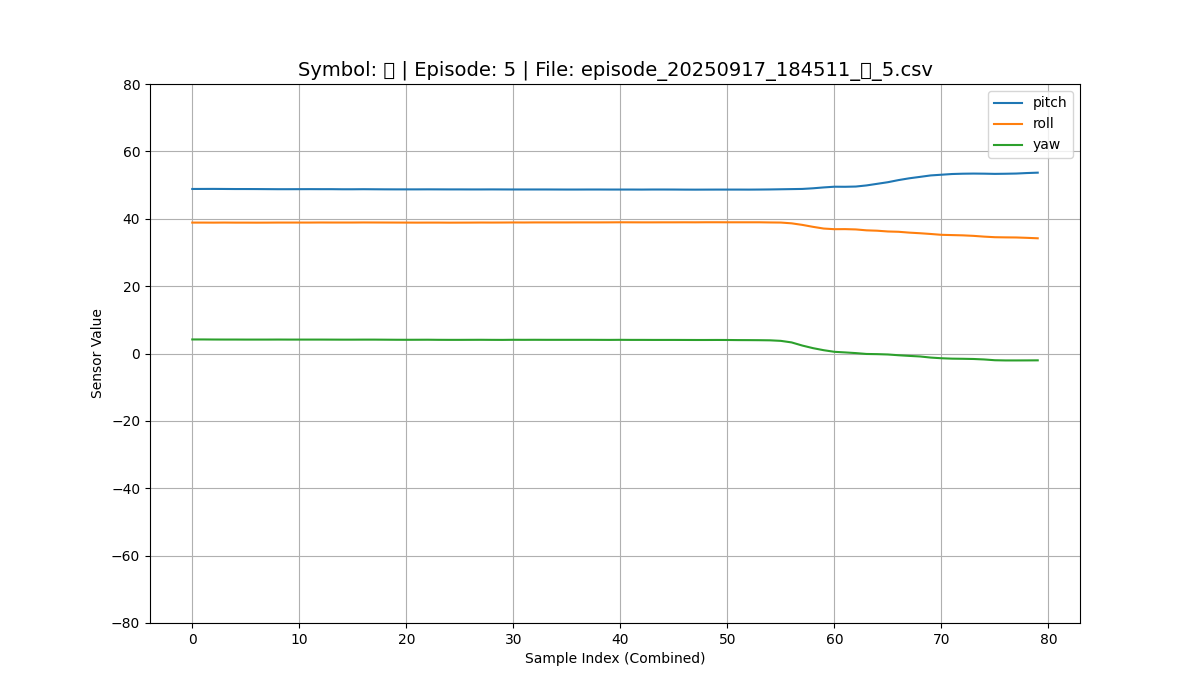 Symbol: | Episode: 5 | File: episode_20250917_184511_ _5.csv
80
60
40
20
0
−20
−40
−60
−80
Sensor Value
pitch
roll
yaw
0 10 20 30 40 50 60 70 80
Sample Index (Combined)